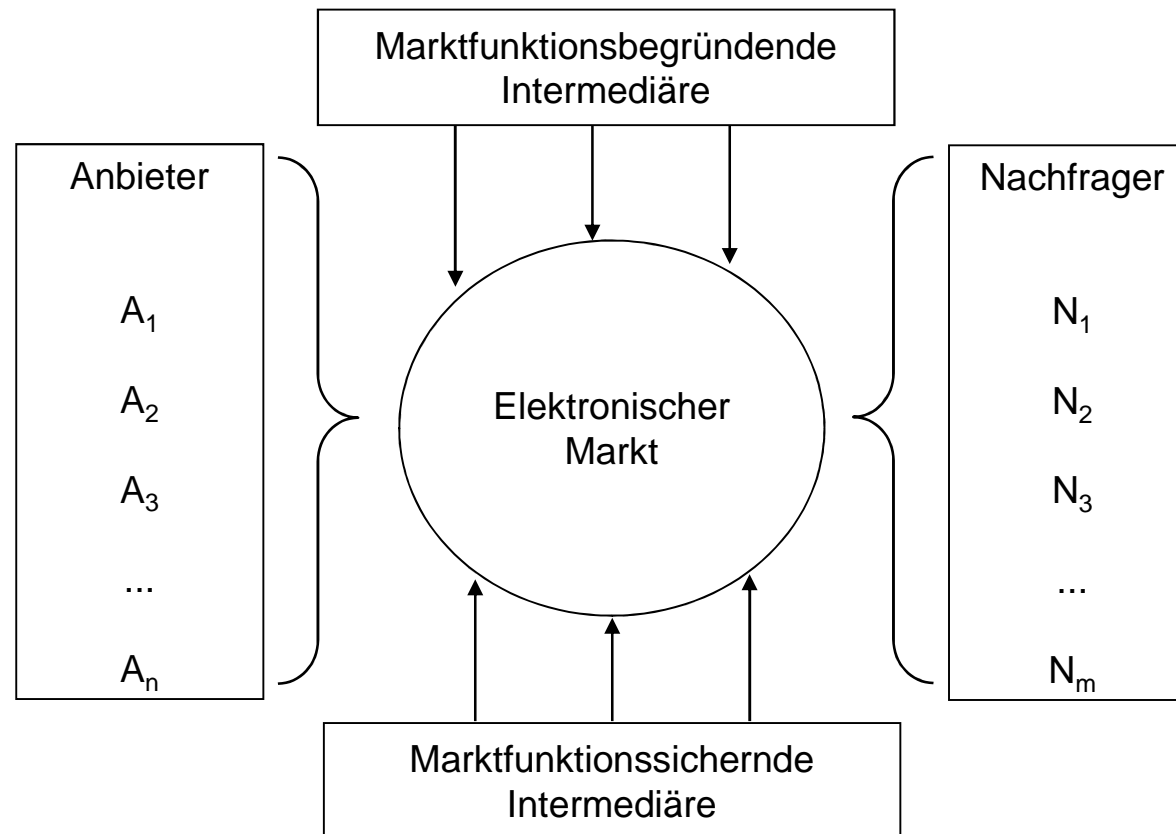 Marktfunktionsbegründende
Intermediäre
Anbieter
A₁
A₂
A₃
...
Aₙ
Elektronischer
Markt
Nachfrager
N₁
N₂
N₃
...
Nₘ
Marktfunktionssichernde
Intermediäre